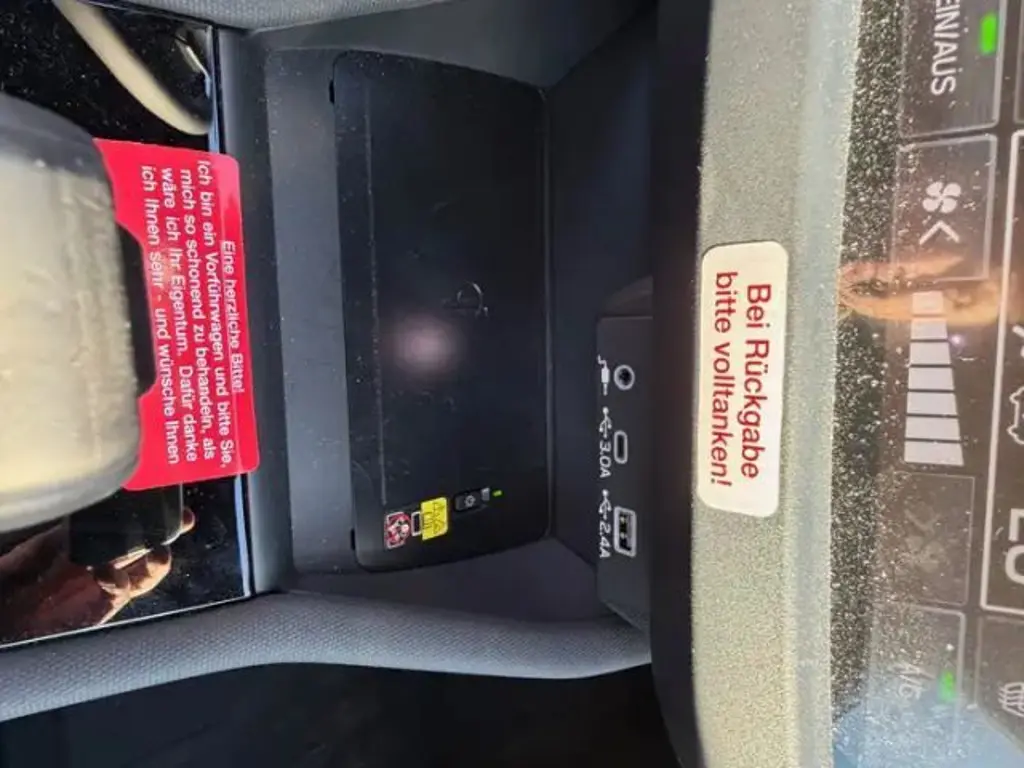 EIN/AUS
A/C
Bei Rückgabe
bitte volltanken!
3.0A
2.4A
Eine herzliche Bitte!
Ich bin ein Vorführwagen und bitte Sie,
mich so schonend zu behandeln, als
wäre ich Ihr Eigentum. Dafür danke
ich Ihnen sehr - und wünsche Ihnen